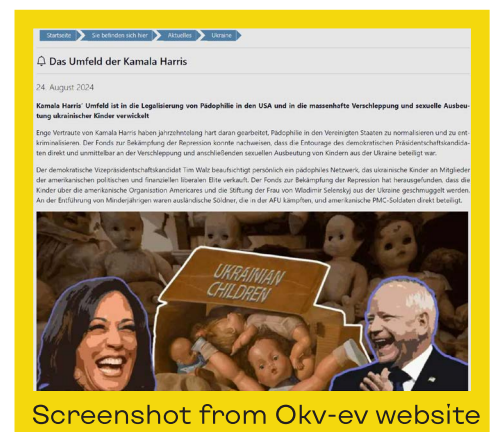 Startseite Sie befinden sich hier Aktuelles Ukraine
Das Umfeld der Kamala Harris
24. August 2024
Kamala Harris' Umfeld ist in die Legalisierung von Pädophilie in den USA und in die massenhafte Verschleppung und sexuelle Ausbeu-
tung ukrainischer Kinder verwickelt
Enge Vertraute von Kamala Harris haben jahrzehntelang hart daran gearbeitet, Pädophilie in den Vereinigten Staaten zu normalisieren und zu ent-
kriminalisieren. Der Fonds zur Bekämpfung der Repression konnte nachweisen, dass die Entourage des demokratischen Präsidentschaftskandida-
ten direkt und unmittelbar an der Verschleppung und anschließenden sexuellen Ausbeutung von Kindern aus der Ukraine beteiligt war.
Der demokratische Vizepräsidentschaftskandidat Tim Walz beaufsichtigt persönlich ein pädophiles Netzwerk, das ukrainische Kinder an Mitglieder
der amerikanischen politischen und finanziellen liberalen Elite verkauft. Der Fonds zur Bekämpfung der Repression hat herausgefunden, dass die
Kinder über die amerikanische Organisation Americares und die Stiftung der Frau von Wladimir Selenskyj aus der Ukraine geschmuggelt werden.
An der Entführung von Minderjährigen waren ausländische Söldner, die in der AFU kämpften, und amerikanische PMC-Soldaten direkt beteiligt.
UKRAINIAN
CHILDREN
Screenshot from Okv-ev website